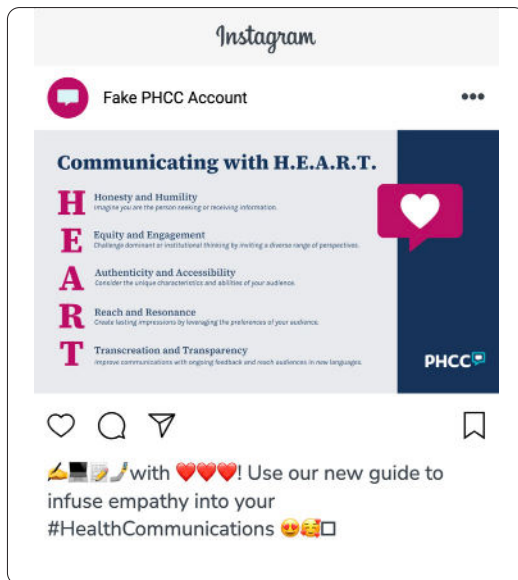 Instagram
Fake PHCC Account
Communicating with H.E.A.R.T.
H Honesty and Humility
Imagine you are the person seeking or receiving information.
E Equity and Engagement
Challenge dominant or institutional thinking by inviting a diverse range of perspectives.
A Authenticity and Accessibility
Consider the unique characteristics and abilities of your audience.
R Reach and Resonance
Create lasting impressions by leveraging the preferences of your audience.
T Transcreation and Transparency
Improve communications with ongoing feedback and reach audiences in new languages.
PHCC
✍️💻📝🤳with ❤️❤️❤️! Use our new guide to
infuse empathy into your
#HealthCommunications 😍🥰□